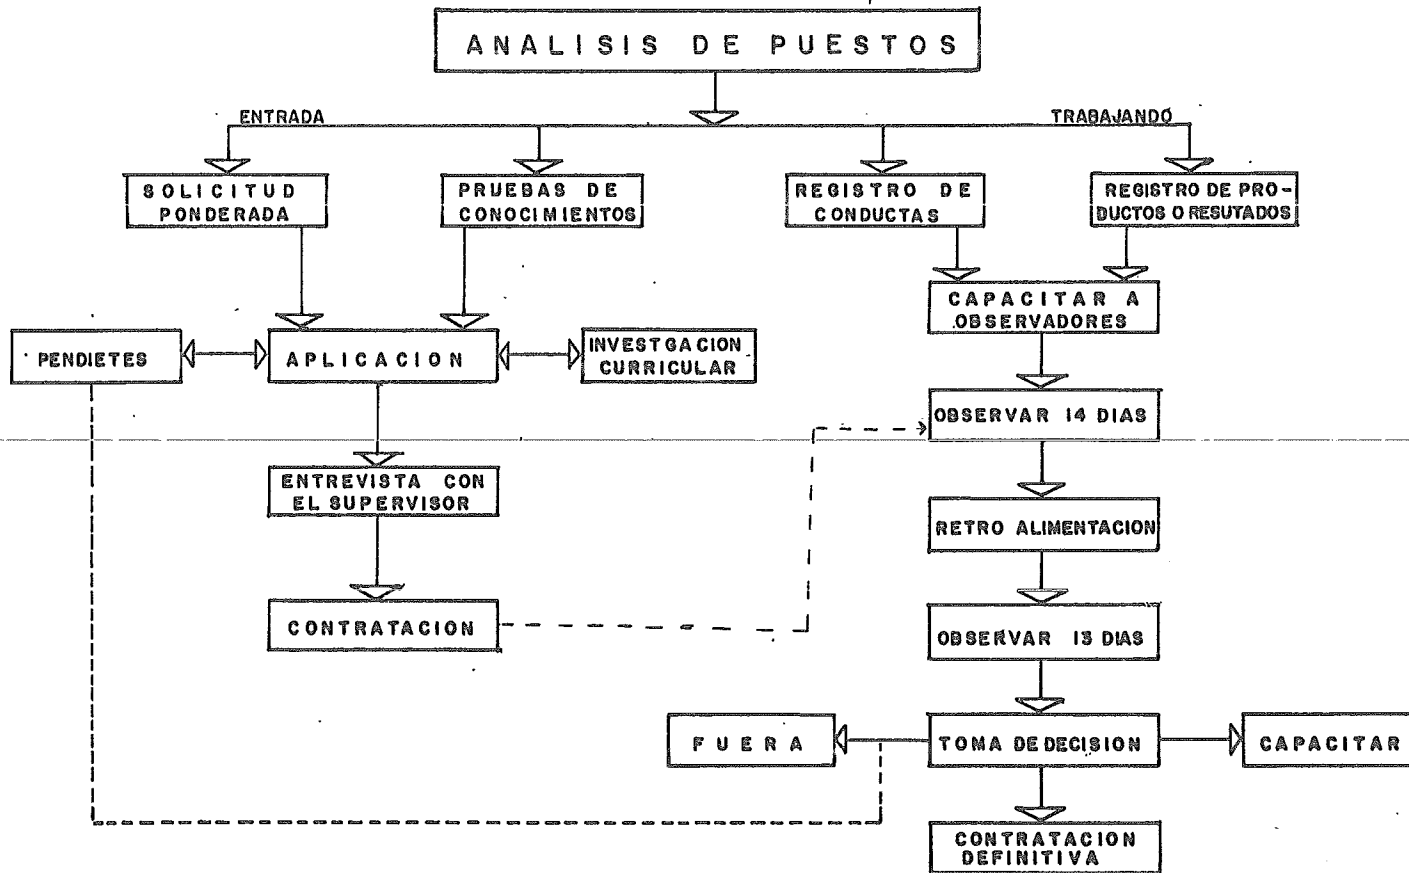 ANALISIS DE PUESTOS
ENTRADA
TRABAJANDO
SOLICITUD
PONDERADA
PRUEBAS DE
CONOCIMIENTOS
REGISTRO DE
CONDUCTAS
REGISTRO DE PRO-
DUCTOS O RESUTADOS
CAPACITAR A
OBSERVADORES
PENDIETES
APLICACION
INVESTGACION
CURRICULAR
OBSERVAR 14 DIAS
ENTREVISTA CON
EL SUPERVISOR
RETRO ALIMENTACION
CONTRATACION
OBSERVAR 13 DIAS
FUERA
TOMA DE DECISION
CAPACITAR
CONTRATACION
DEFINITIVA